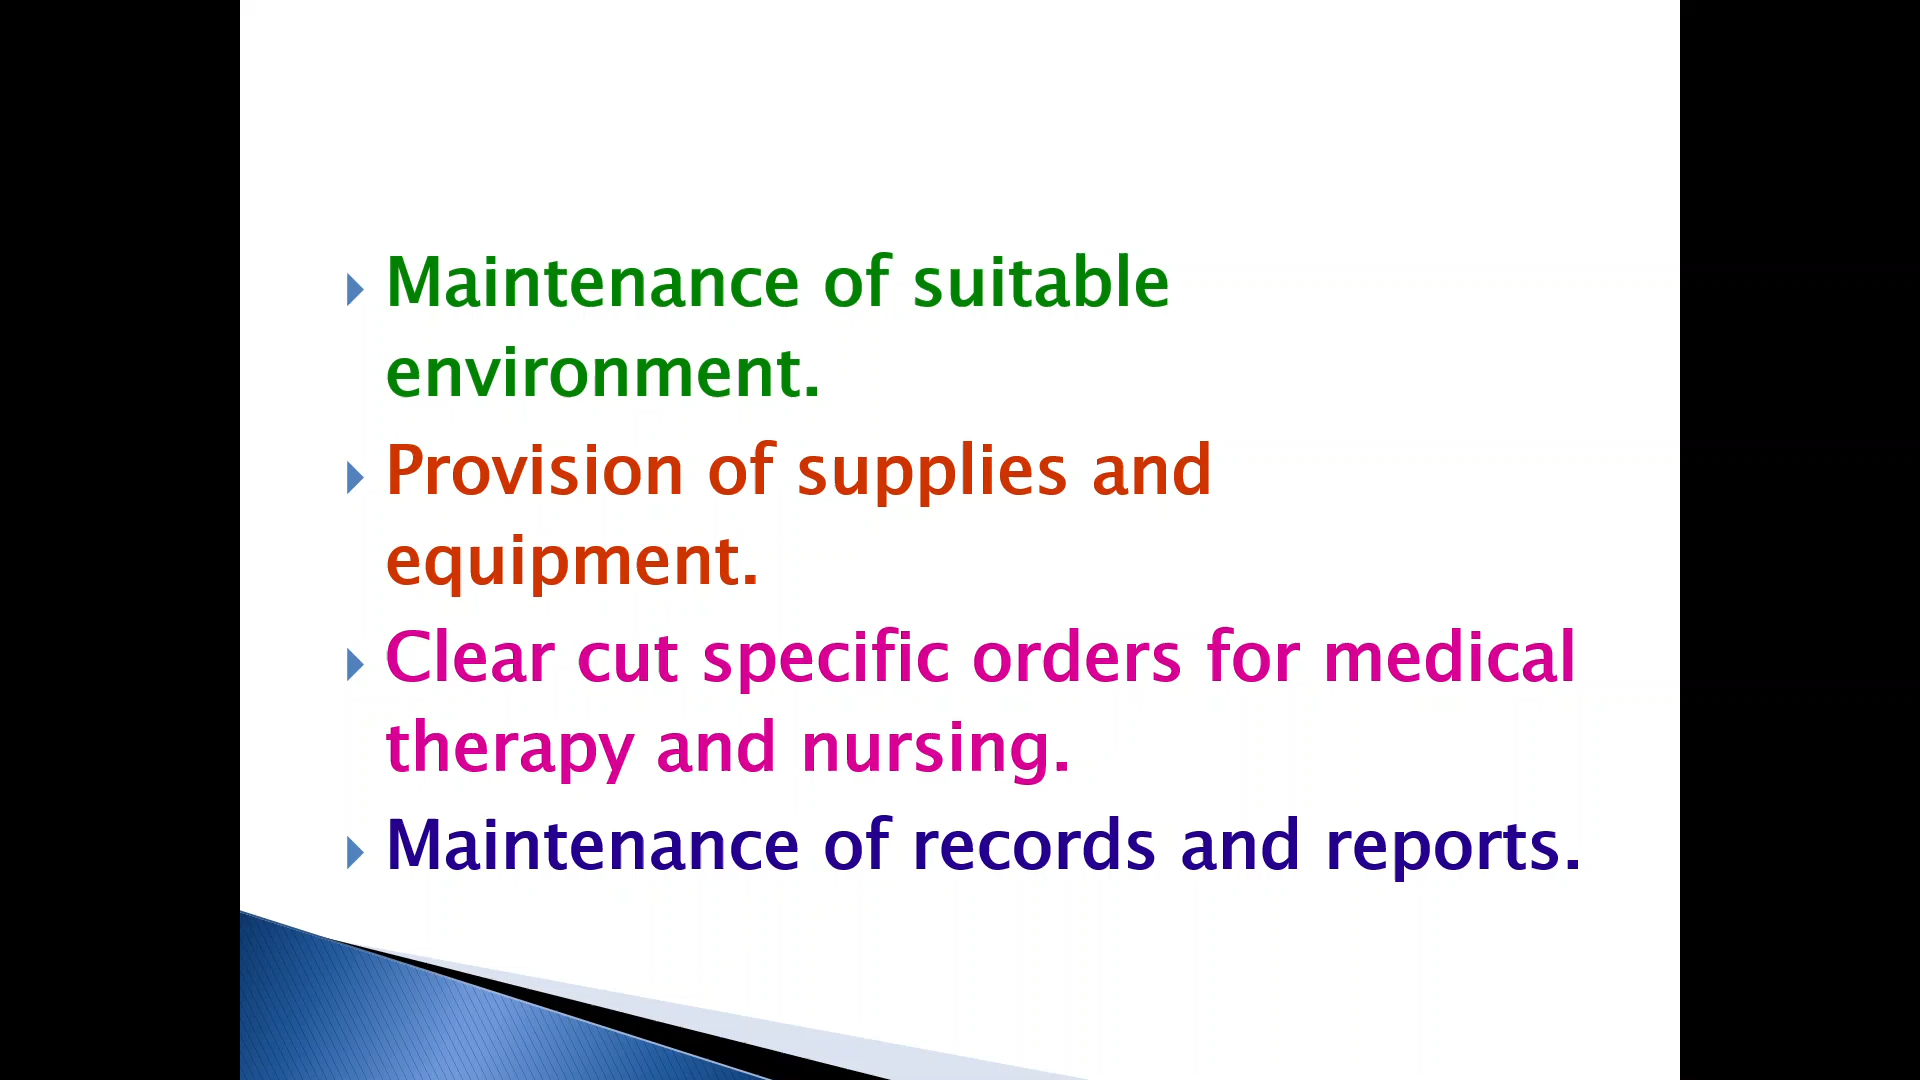 Maintenance of suitable
environment.
Provision of supplies and
equipment.
Clear cut specific orders for medical
therapy and nursing.
Maintenance of records and reports.